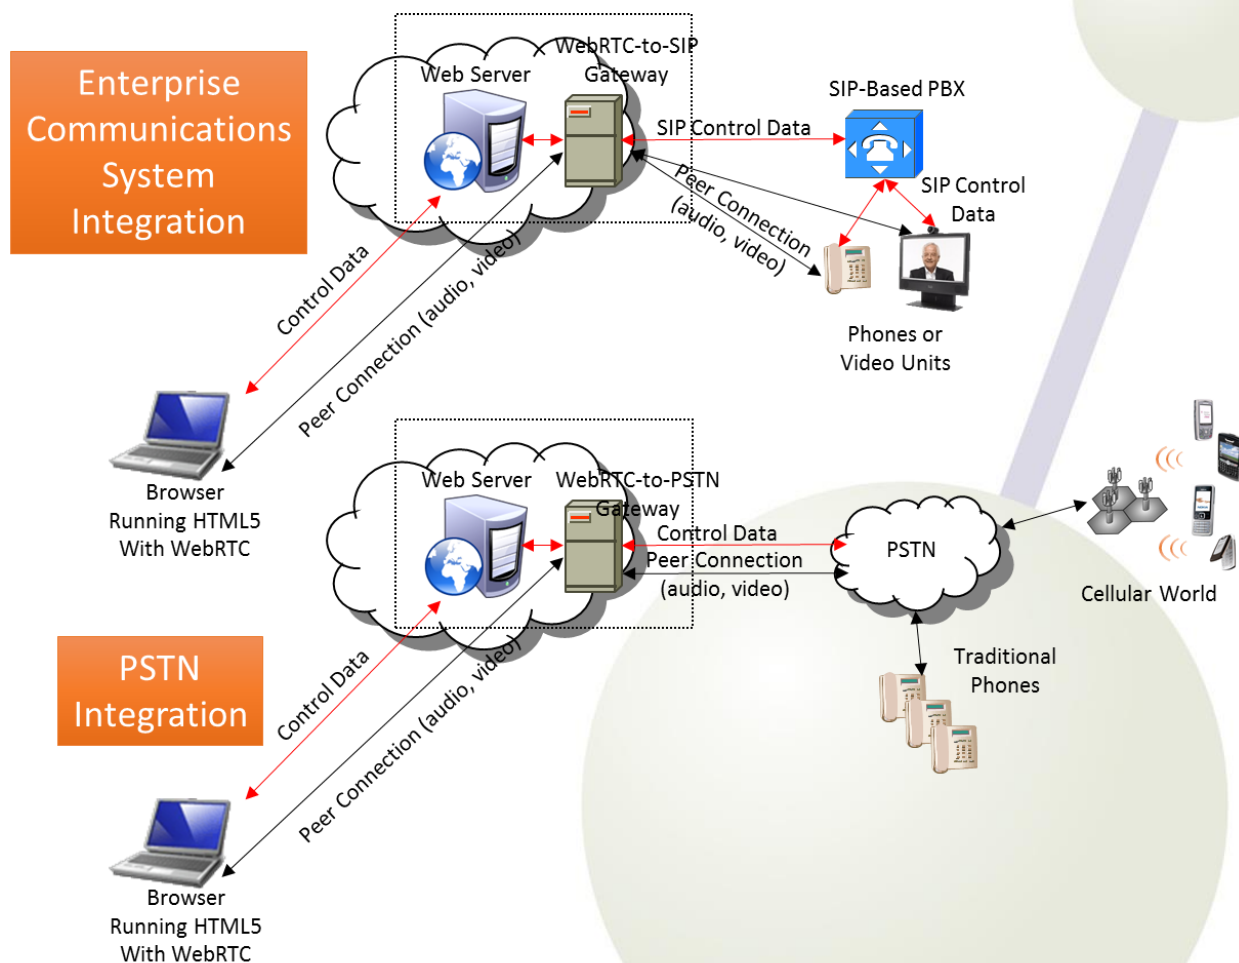 Enterprise
Communications
System
Integration
WebRTC-to-SIP
Gateway
Web Server
SIP-Based PBX
SIP Control Data
SIP Control
Data
Peer Connection
(audio, video)
Control Data
Peer Connection (audio, video)
Phones or
Video Units
Browser
Running HTML5
With WebRTC
PSTN
Integration
Web Server
WebRTC-to-PSTN
Gateway
Control Data
Peer Connection
(audio, video)
PSTN
Cellular World
Traditional
Phones
Control Data
Peer Connection (audio, video)
Browser
Running HTML5
With WebRTC